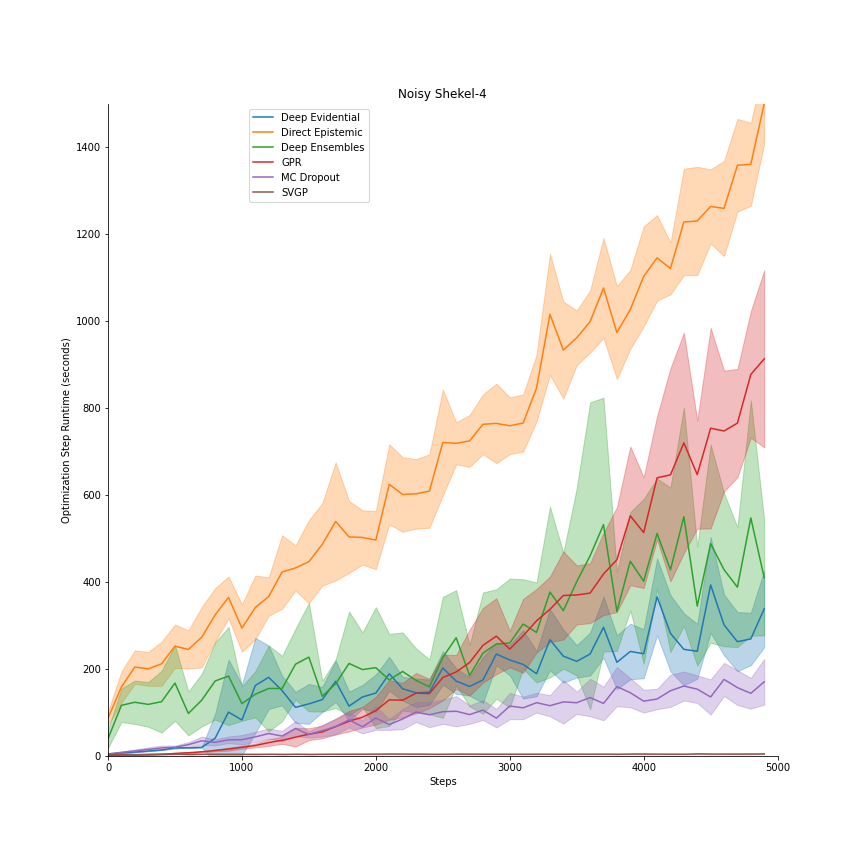 Noisy Shekel-4
Deep Evidential
Direct Epistemic
Deep Ensembles
GPR
MC Dropout
SVGP
Optimization Step Runtime (seconds)
1400
1200
1000
800
600
400
200
0
0 1000 2000 3000 4000 5000
Steps